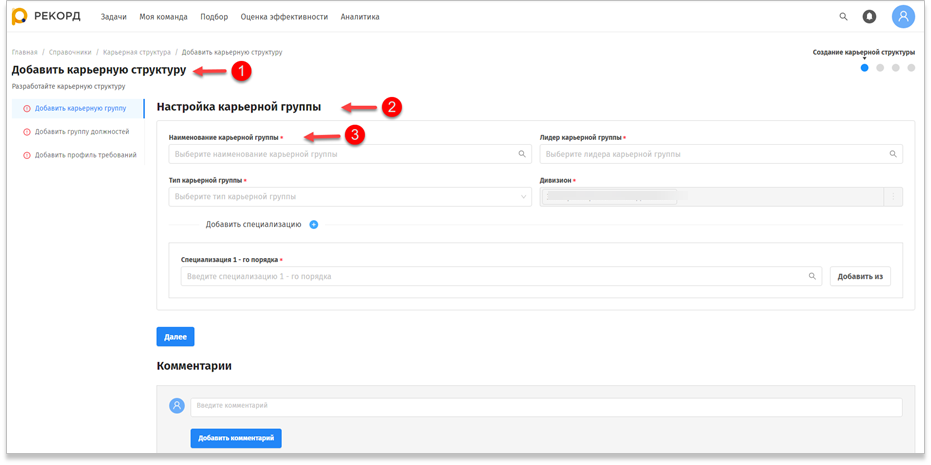 РЕКОРД Задачи Моя команда Подбор Оценка эффективности Аналитика
Главная / Справочники / Карьерная структура / Добавить карьерную структуру
Создание карьерной структуры
Добавить карьерную структуру
1
Разработайте карьерную структуру
Добавить карьерную группу
Добавить группу должностей
Добавить профиль требований
Настройка карьерной группы
2
Наименование карьерной группы *
3
Лидер карьерной группы *
Выберите наименование карьерной группы
Выберите лидера карьерной группы
Тип карьерной группы *
Дивизион *
Выберите тип карьерной группы
Добавить специализацию
Специализация 1 - го порядка *
Введите специализацию 1 - го порядка
Добавить из
Далее
Комментарии
Введите комментарий
Добавить комментарий